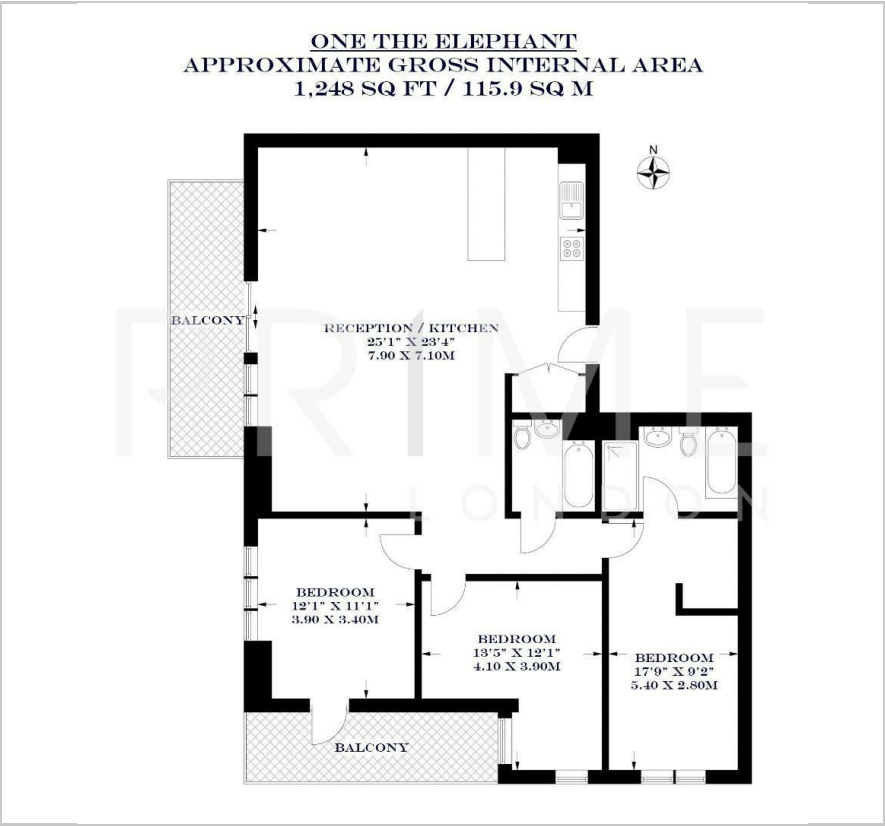 ONE THE ELEPHANT
APPROXIMATE GROSS INTERNAL AREA
1,248 SQ FT / 115.9 SQ M
N
BALCONY
RECEPTION / KITCHEN
25'1" X 23'4"
7.90 X 7.10M
PRIME
LONDON
BEDROOM
12'1" X 11'1"
3.90 X 3.40M
BEDROOM
13'5" X 12'1"
4.10 X 3.90M
BEDROOM
17'9" X 9'2"
5.40 X 2.80M
BALCONY